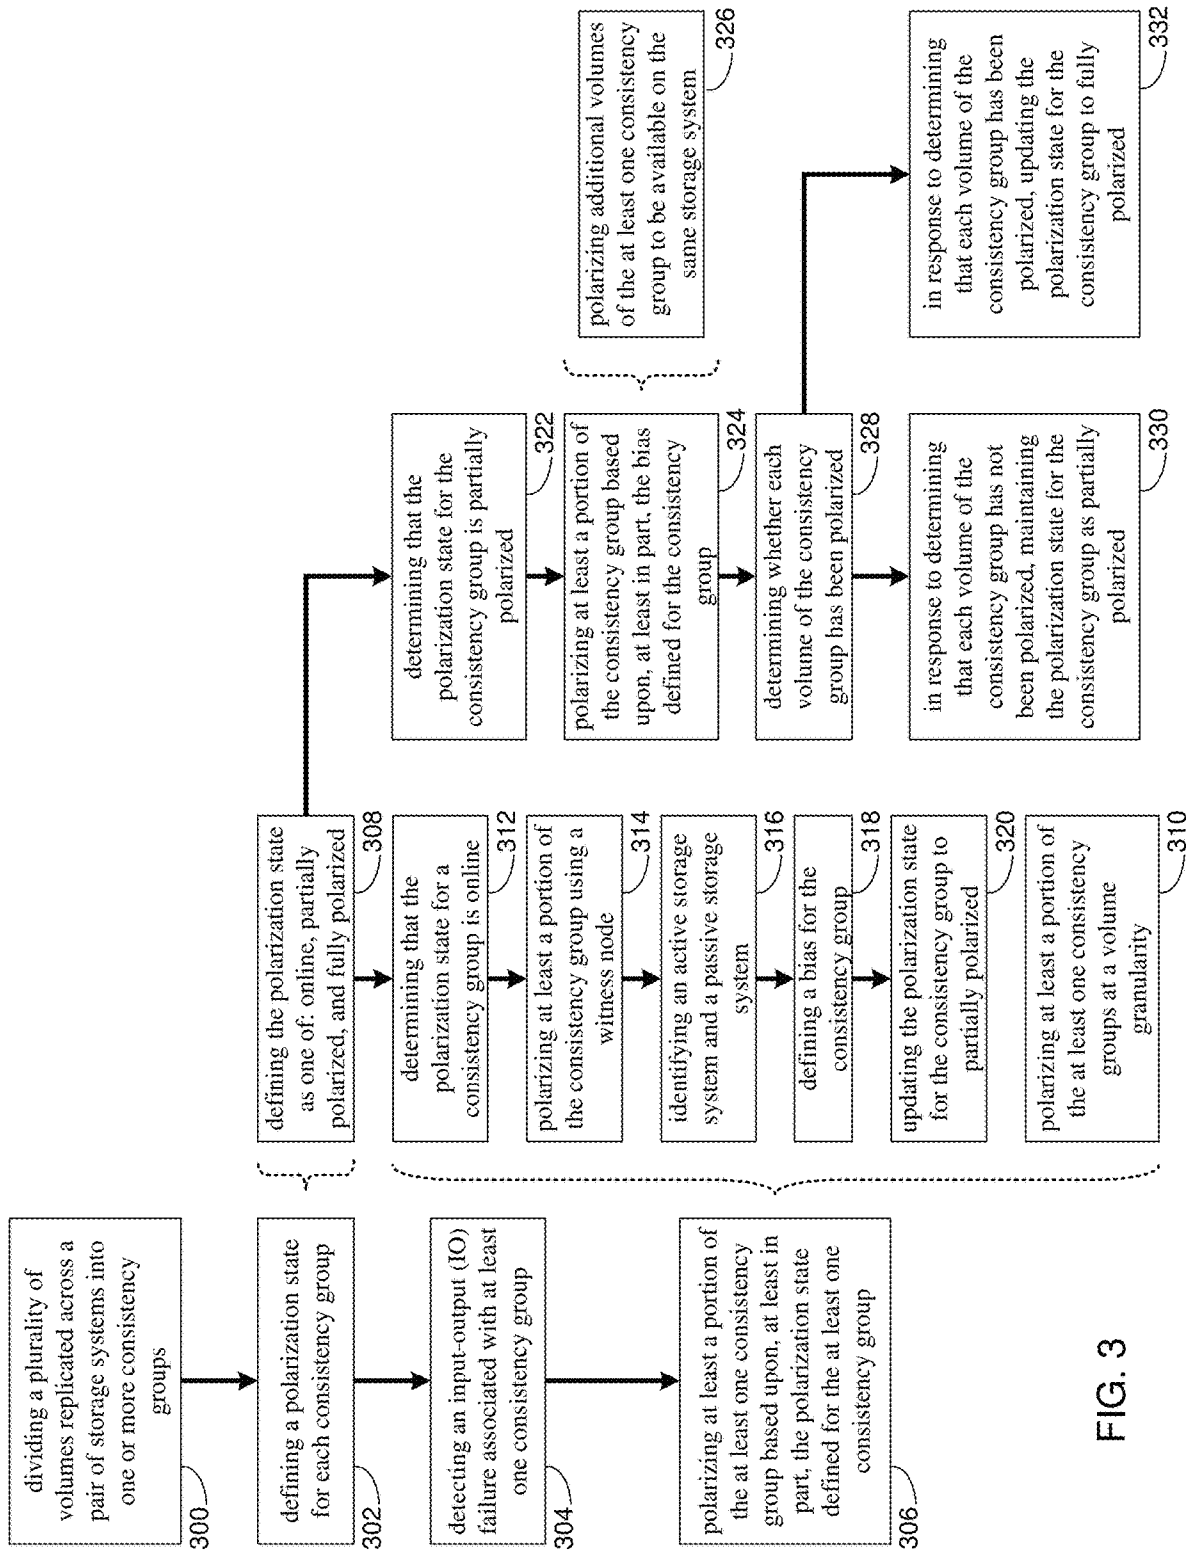 dividing a plurality of
volumes replicated across a
pair of storage systems into
one or more consistency
groups
300
defining a polarization state
for each consistency group
302
detecting an input-output (IO)
failure associated with at least
one consistency group
304
polarizing at least a portion of
the at least one consistency
group based upon, at least in
part, the polarization state
defined for the at least one
consistency group
306
defining the polarization state
as one of: online, partially
polarized, and fully polarized
308
determining that the
polarization state for a
consistency group is online
312
polarizing at least a portion of
the consistency group using a
witness node
314
identifying an active storage
system and a passive storage
system
316
defining a bias for the
consistency group
318
updating the polarization state
for the consistency group to
partially polarized
320
polarizing at least a portion of
the at least one consistency
groups at a volume
granularity
310
determining that the
polarization state for the
consistency group is partially
polarized
322
polarizing at least a portion of
the consistency group based
upon, at least in part, the bias
defined for the consistency
group
324
polarizing additional volumes
of the at least one consistency
group to be available on the
same storage system
326
determining whether each
volume of the consistency
group has been polarized
328
in response to determining
that each volume of the
consistency group has not
been polarized, maintaining
the polarization state for the
consistency group as partially
polarized
330
in response to determining
that each volume of the
consistency group has been
polarized, updating the
polarization state for the
consistency group to fully
polarized
332
FIG. 3